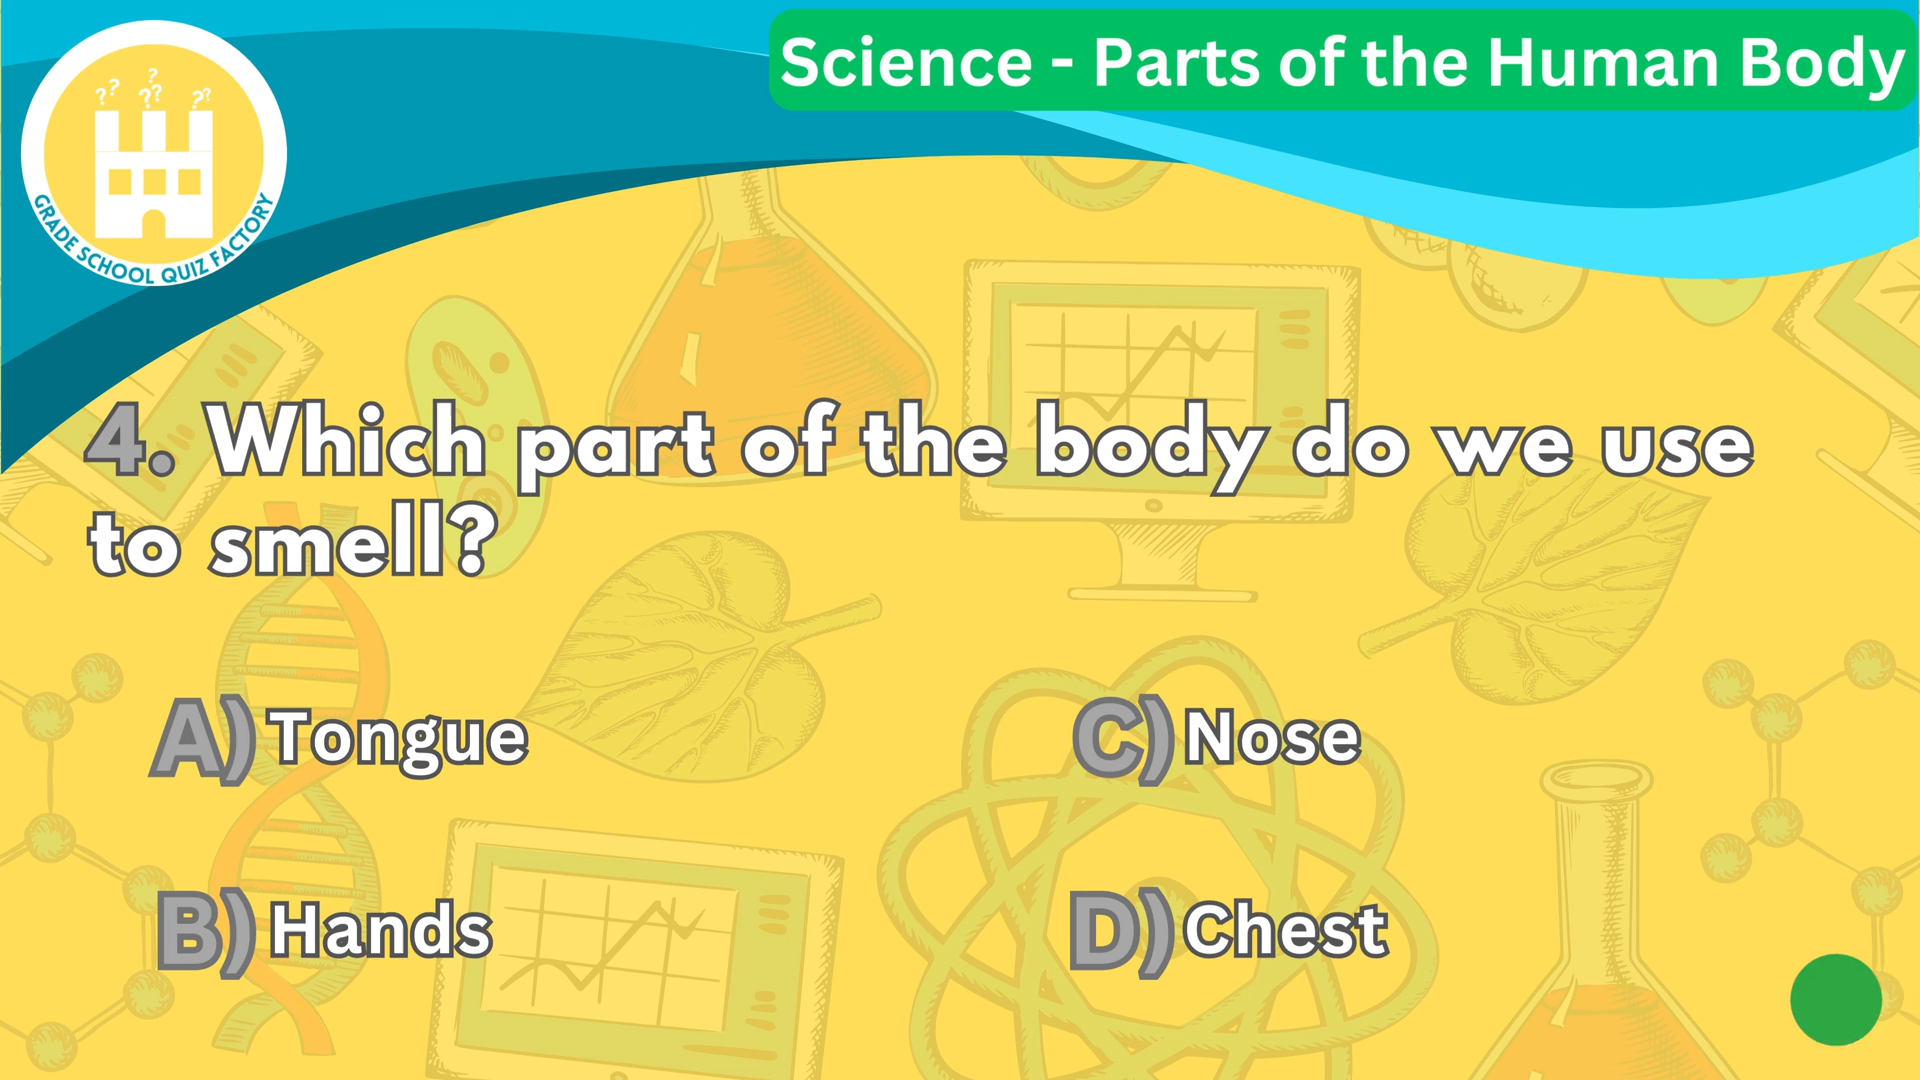 Science - Parts of the Human Body
?? ?
?? ??
GRADE SCHOOL QUIZ FACTORY
4. Which part of the body do we use
to smell?
A) Tongue
C) Nose
B) Hands
D) Chest